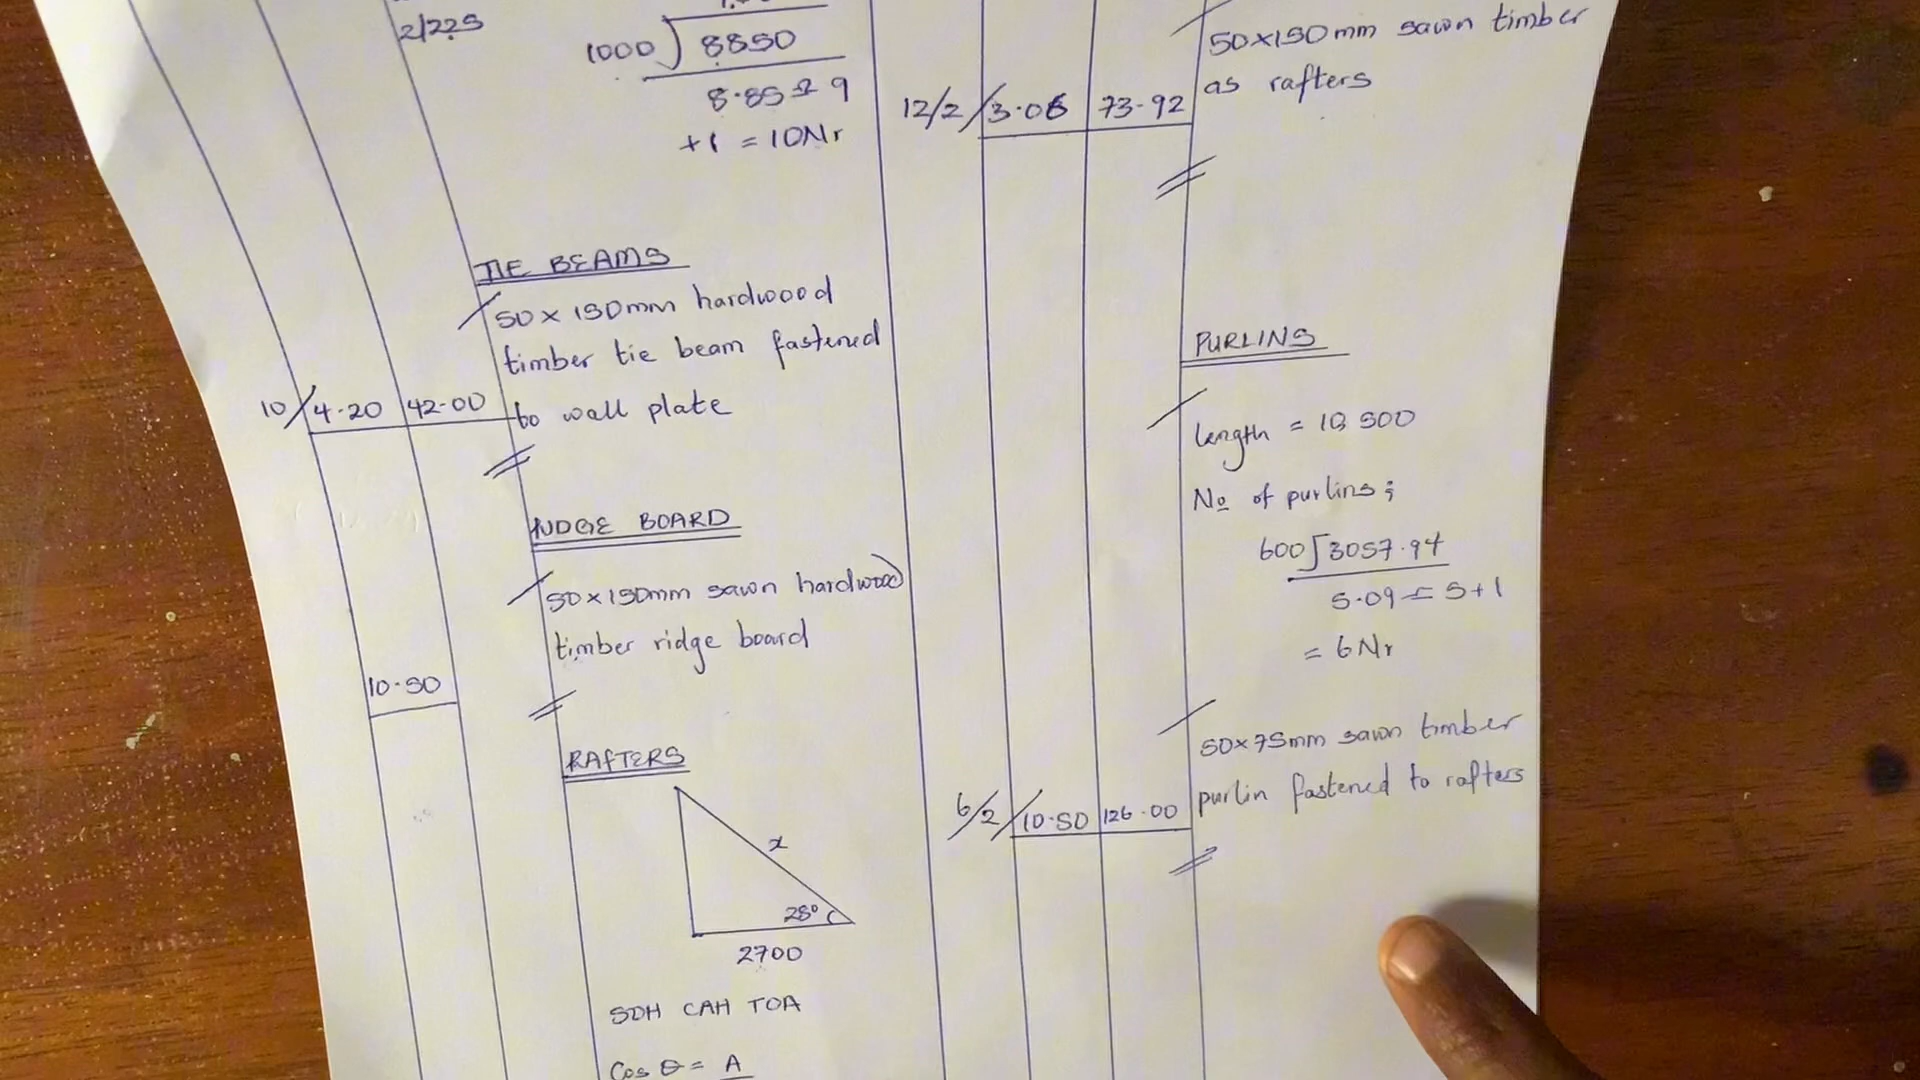 2/225
1000 8850
8.85 ≃ 9
+1 = 10Nr
TIE BEAMS
50 x 150mm hardwood
timber tie beam fastened
10/ 4.20 42.00 to wall plate
RIDGE BOARD
50 x 150mm sawn hardwood
timber ridge board
10.50
RAFTERS
x
28°
2700
SOH CAH TOA
Cos θ = A
50x150mm sawn timber
as rafters
12/2/ 3.08 73.92
PURLINS
length = 10 500
No of purlins;
600 3057.94
5.09 = 5+1
= 6Nr
50x75mm sawn timber
purlin fastened to rafters
6/2/ 10.50 126.00